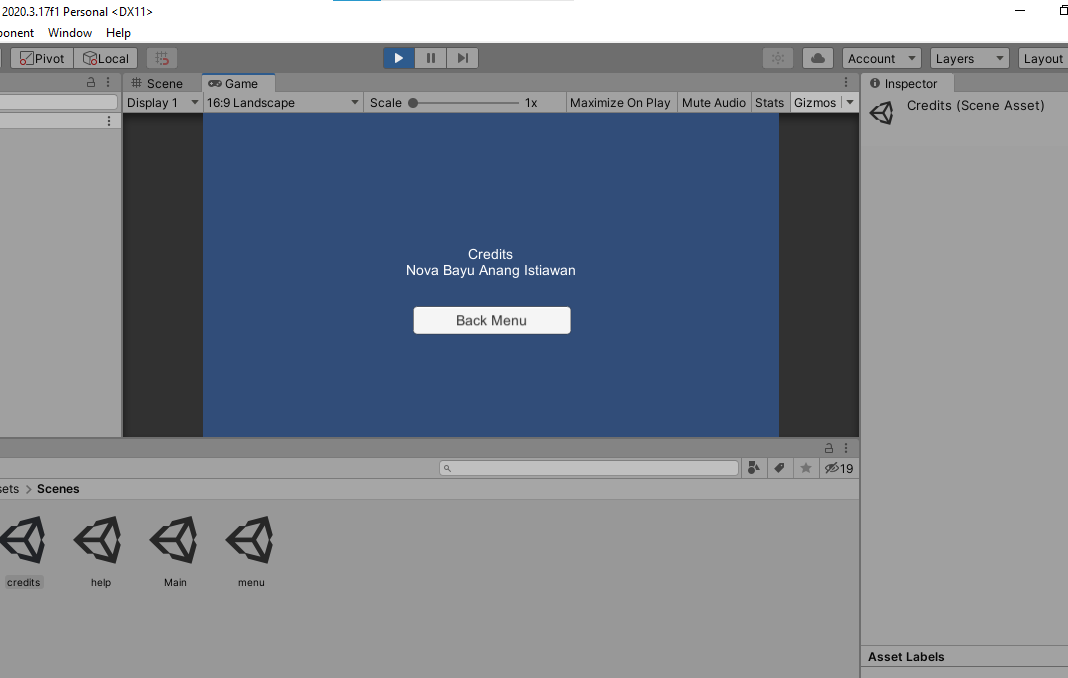 2020.3.17f1 Personal <DX11>
ponent Window Help
Pivot Local Account Layers Layout
Scene Game Inspector
Display 1 16:9 Landscape Scale 1x Maximize On Play Mute Audio Stats Gizmos
Credits (Scene Asset)
Credits
Nova Bayu Anang Istiawan
Back Menu
19
sets > Scenes
credits help Main menu
Asset Labels